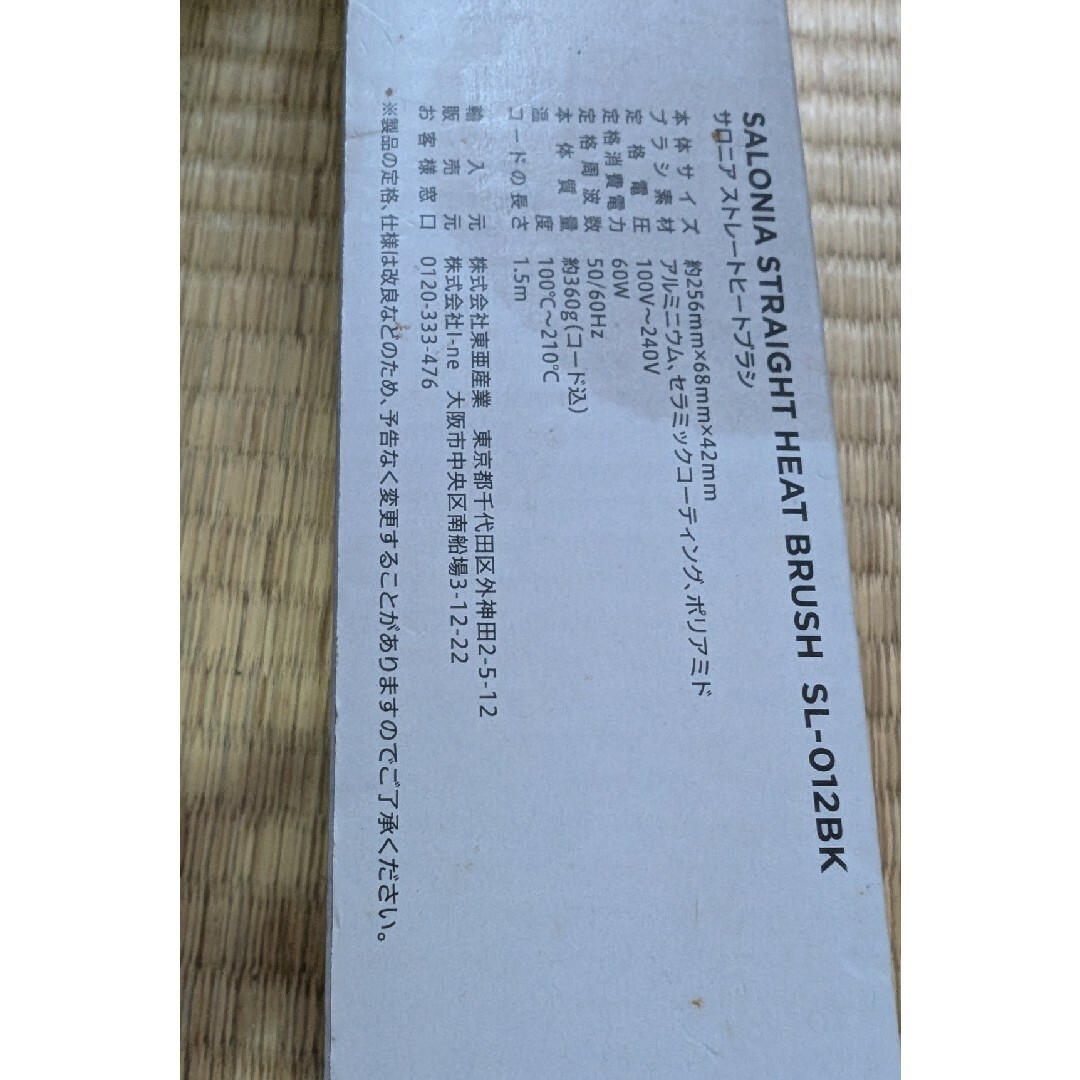 SALONIA STRAIGHT HEAT BRUSH SL-012BK
サロニア ストレートヒートブラシ
本体サイズ 約256mm×68mm×42mm
ブラシ素材 アルミニウム、セラミックコーティング、ポリアミド
定格電圧 100V〜240V
定格消費電力 60W
定格周波数 50/60Hz
本体質量 約360g(コード込)
温度 100℃〜210℃
コードの長さ 1.5m
輸入元 株式会社東亜産業 東京都千代田区外神田2-5-12
販売元 株式会社I-ne 大阪市中央区南船場3-12-22
お客様窓口 0120-333-476
※製品の定格、仕様は改良などのため、予告なく変更することがありますのでご了承ください。